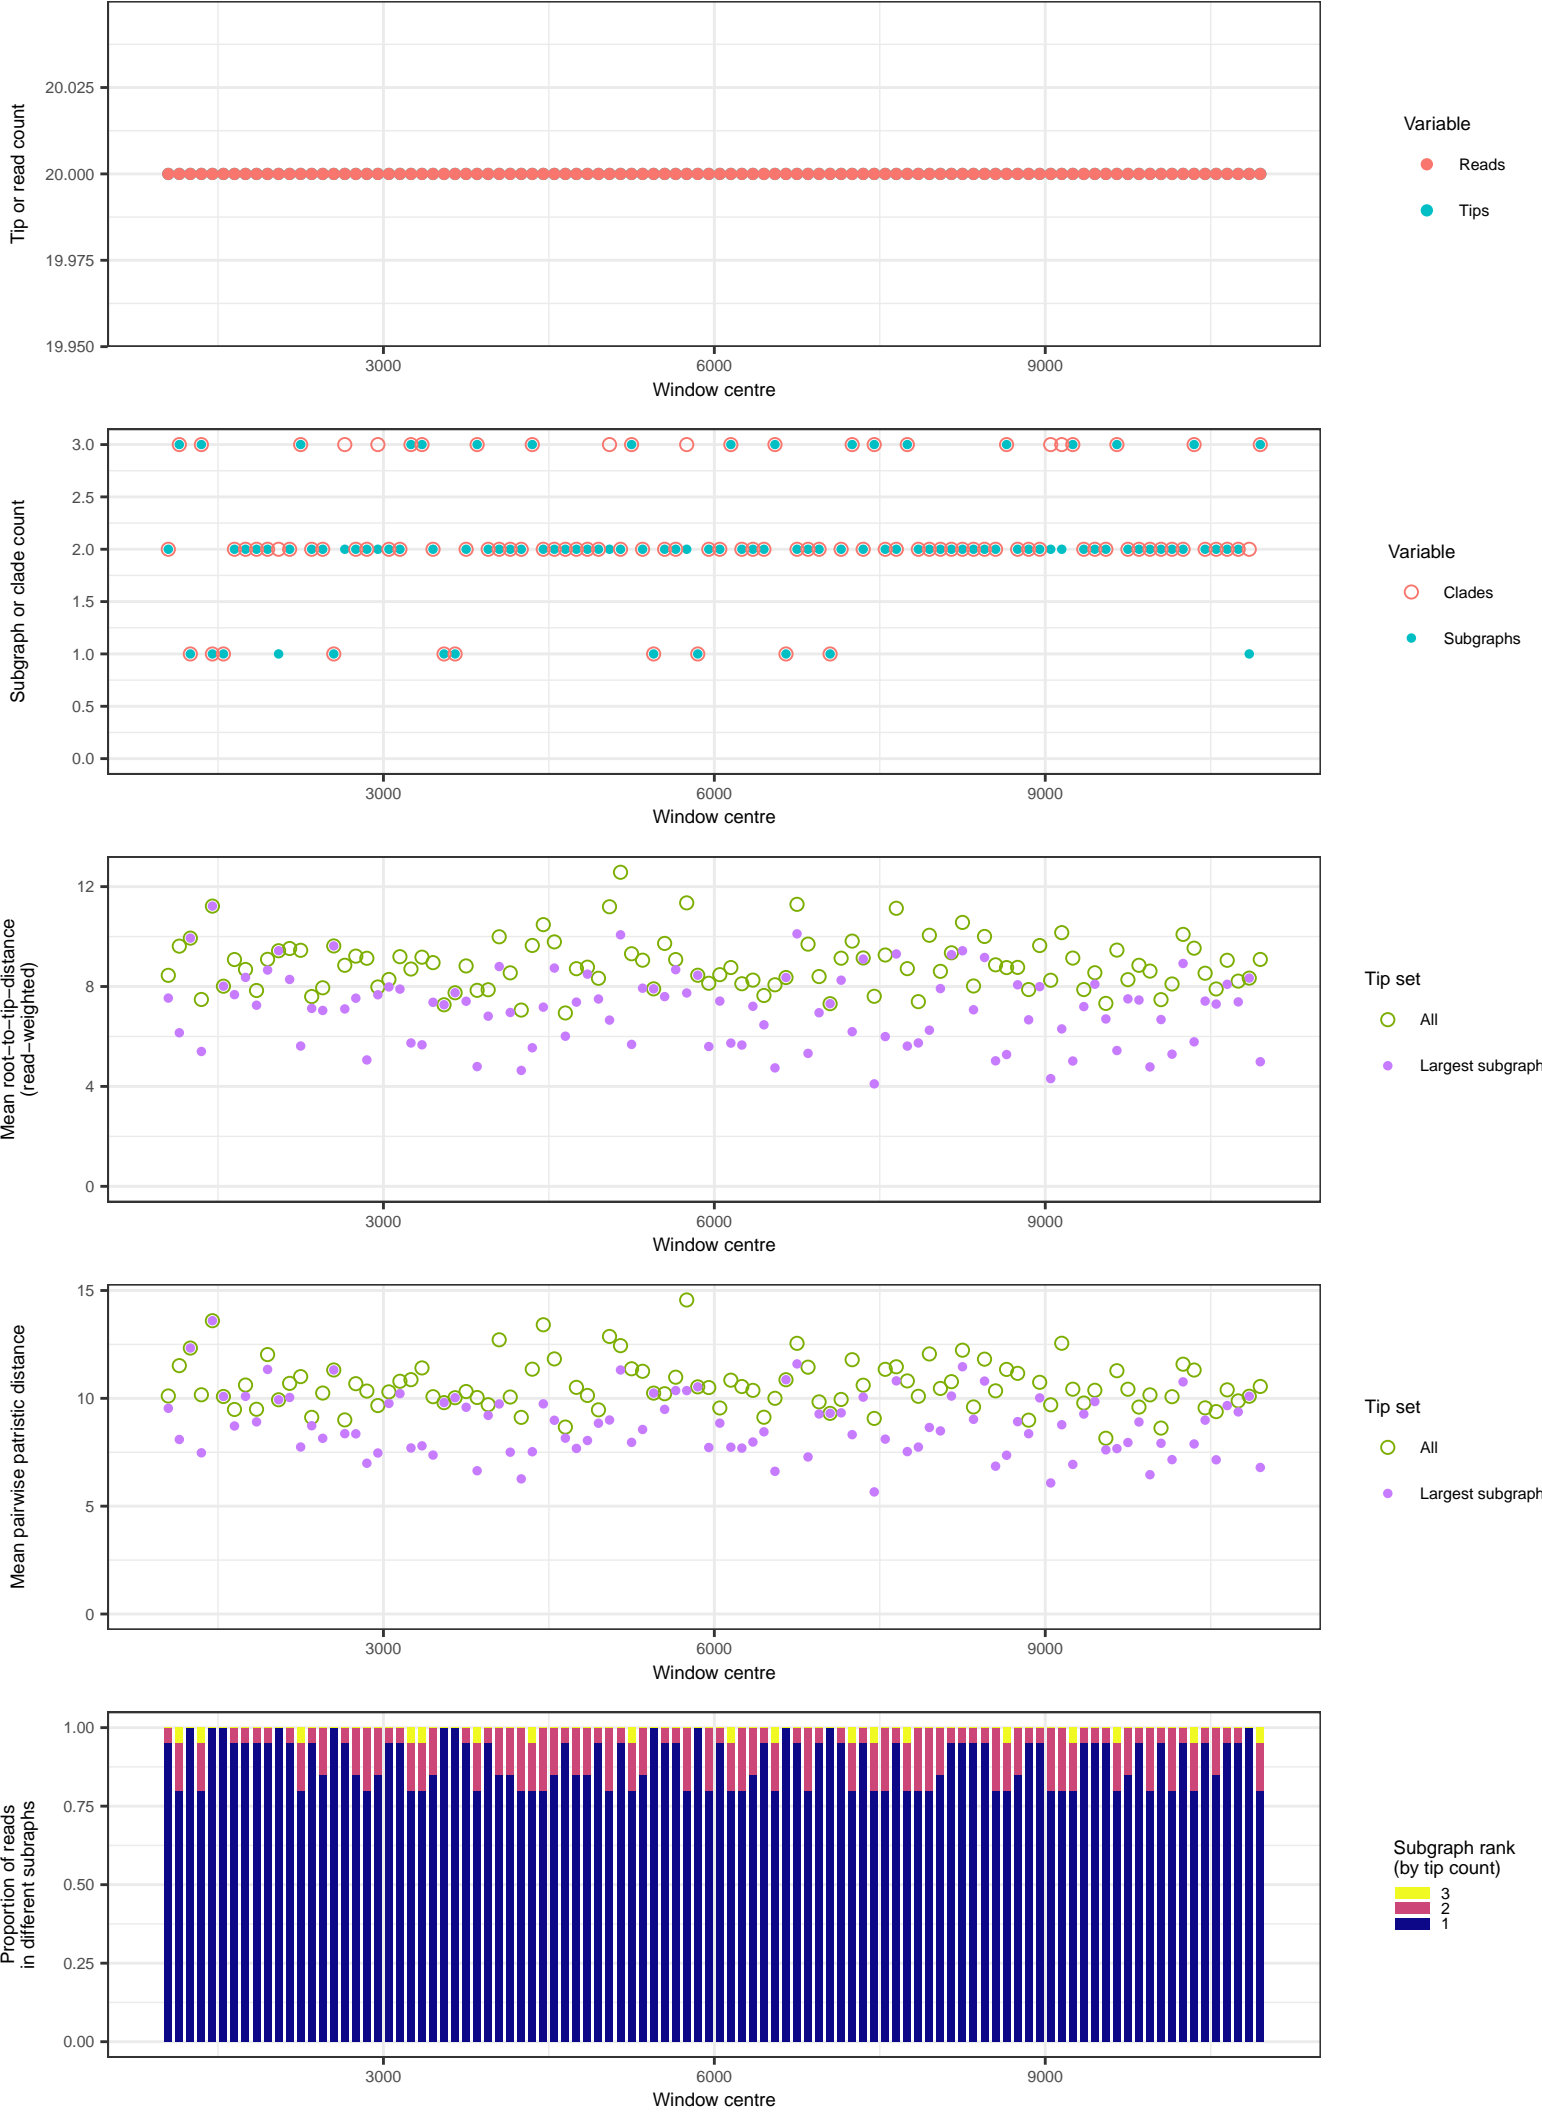 20.025
20.000
19.975
19.950
Tip or read count
3000 6000 9000
Window centre
Variable
Reads
Tips
3.0
2.5
2.0
1.5
1.0
0.5
0.0
Subgraph or clade count
3000 6000 9000
Window centre
Variable
Clades
Subgraphs
12
8
4
0
Mean root−to−tip−distance
(read−weighted)
3000 6000 9000
Window centre
Tip set
All
Largest subgraph
15
10
5
0
Mean pairwise patristic distance
3000 6000 9000
Window centre
Tip set
All
Largest subgraph
1.00
0.75
0.50
0.25
0.00
Proportion of reads
in different subraphs
3000 6000 9000
Window centre
Subgraph rank
(by tip count)
3
2
1